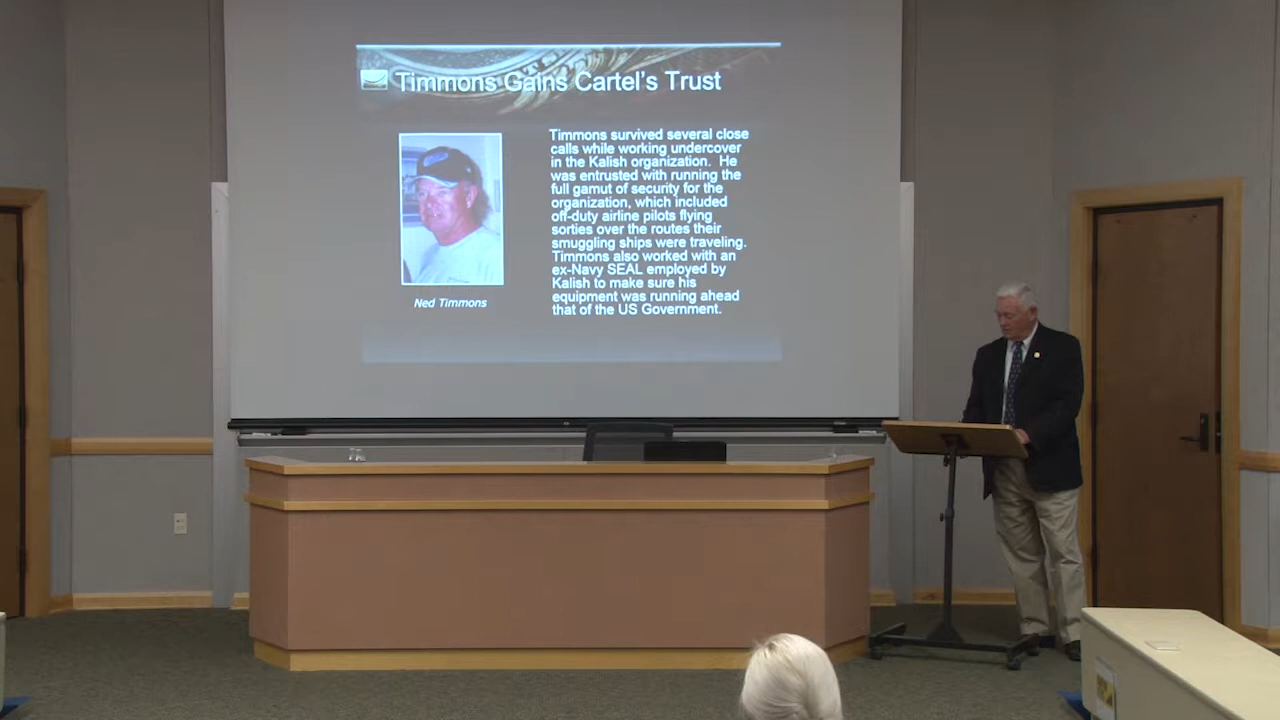 Timmons Gains Cartel's Trust
Timmons survived several close
calls while working undercover
in the Kalish organization. He
was entrusted with running the
full gamut of security for the
organization, which included
off-duty airline pilots flying
sorties over the routes their
smuggling ships were traveling.
Timmons also worked with an
ex-Navy SEAL employed by
Kalish to make sure his
equipment was running ahead
that of the US Government.
Ned Timmons